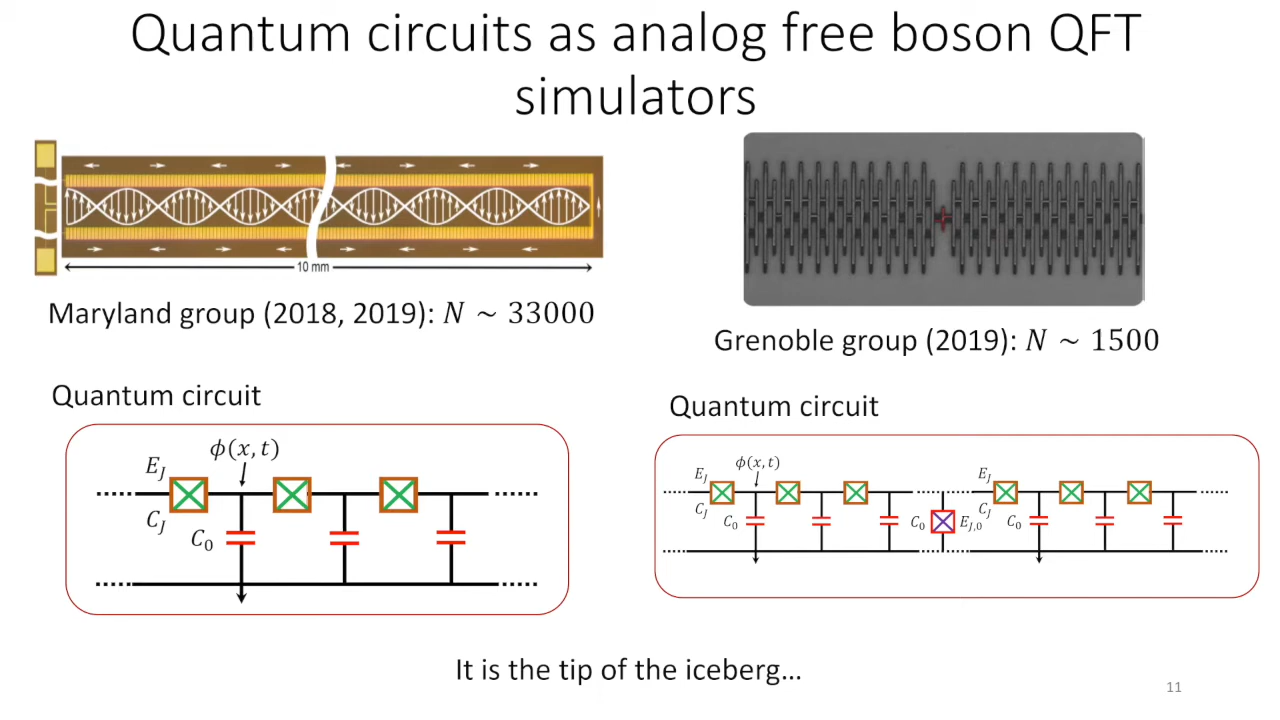 Quantum circuits as analog free boson QFT
simulators
10 mm
Maryland group (2018, 2019): N ~ 33000
Grenoble group (2019): N ~ 1500
Quantum circuit
ϕ(x, t)
E_J
C_J
C_0
Quantum circuit
ϕ(x, t)
E_J
C_J
C_0
C_0
E_{J,0}
E_J
C_J
C_0
It is the tip of the iceberg…
11